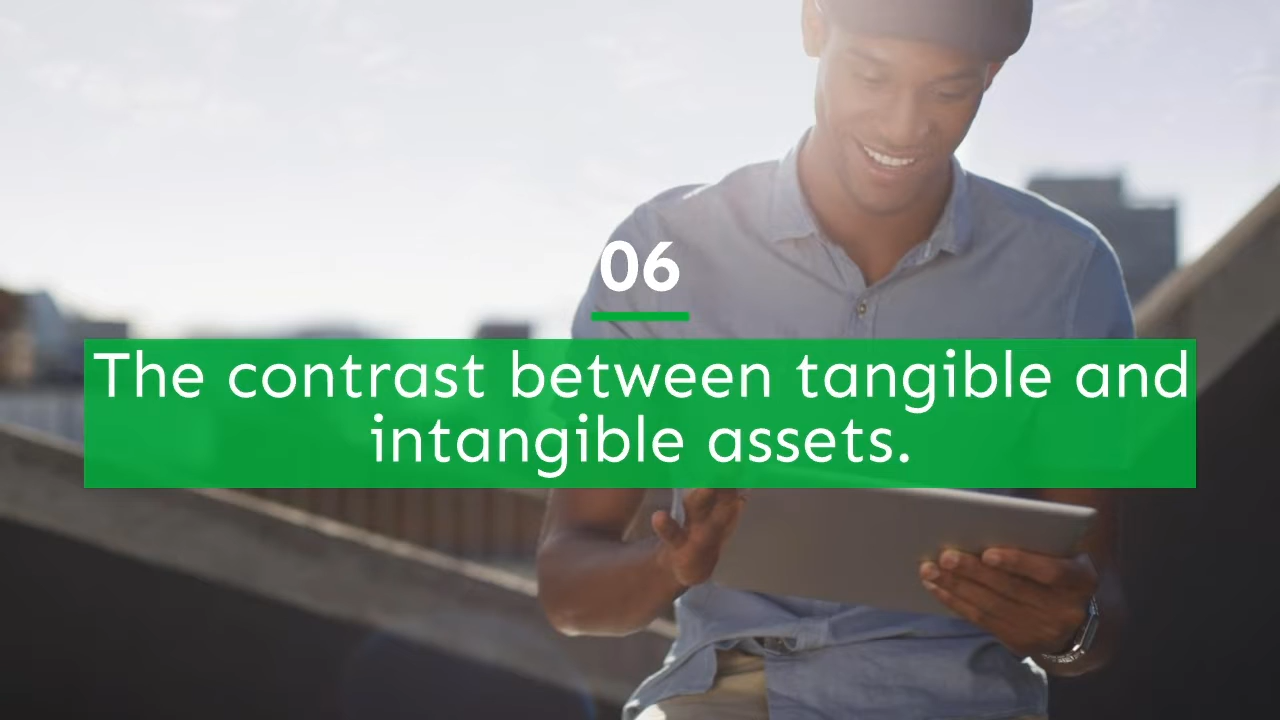 06
The contrast between tangible and
intangible assets.